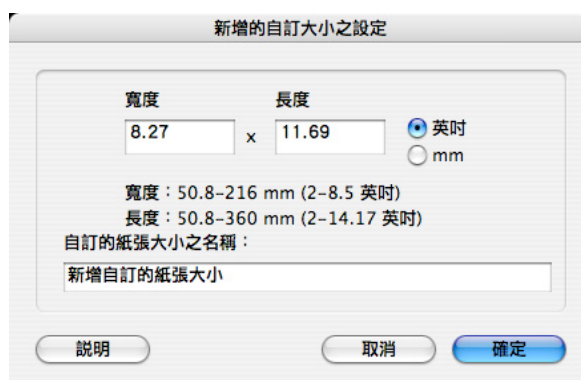 新增的自訂大小之設定
寬度 長度
8.27 x 11.69 英吋
mm
寬度：50.8–216 mm (2–8.5 英吋)
長度：50.8–360 mm (2–14.17 英吋)
自訂的紙張大小之名稱：
新增自訂的紙張大小
說明 取消 確定